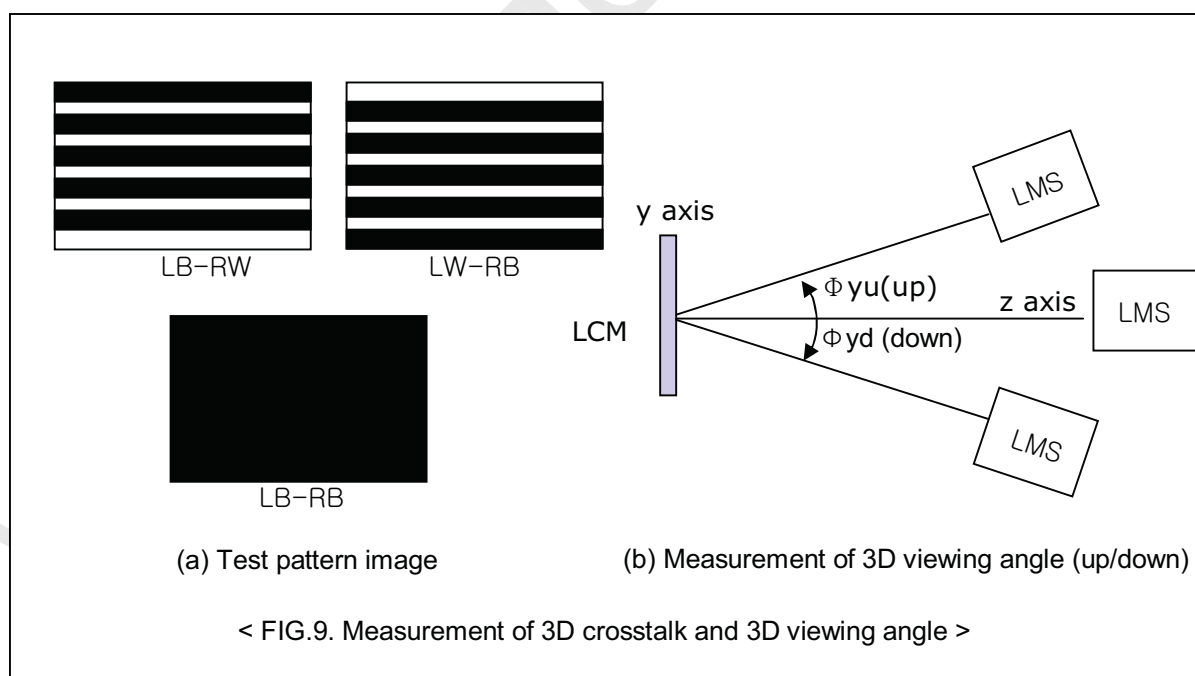 LB-RW
LW-RB
LB-RB
(a) Test pattern image
y axis
LMS
Φyu(up)
z axis
LMS
LCM
Φyd (down)
LMS
(b) Measurement of 3D viewing angle (up/down)
< FIG.9. Measurement of 3D crosstalk and 3D viewing angle >